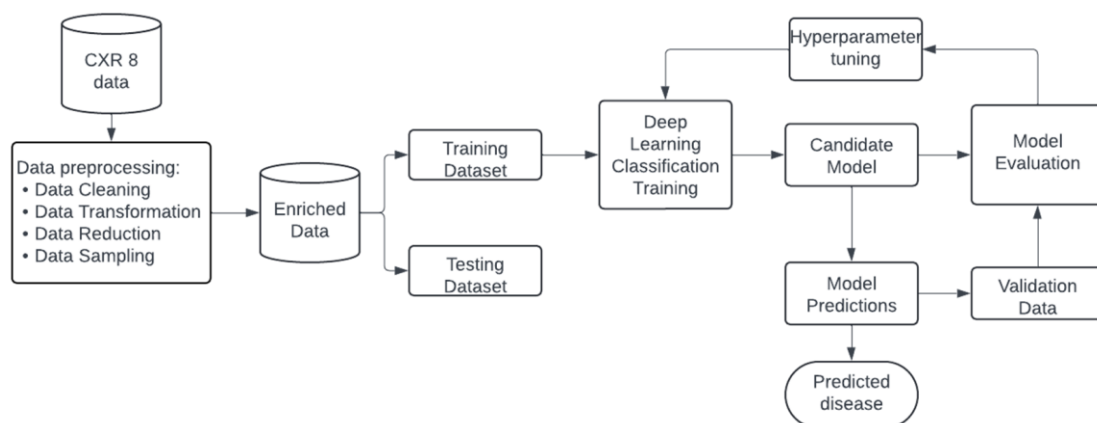 CXR 8
data
Data preprocessing:
• Data Cleaning
• Data Transformation
• Data Reduction
• Data Sampling
Enriched
Data
Training
Dataset
Testing
Dataset
Deep
Learning
Classification
Training
Hyperparameter
tuning
Candidate
Model
Model
Evaluation
Model
Predictions
Validation
Data
Predicted
disease